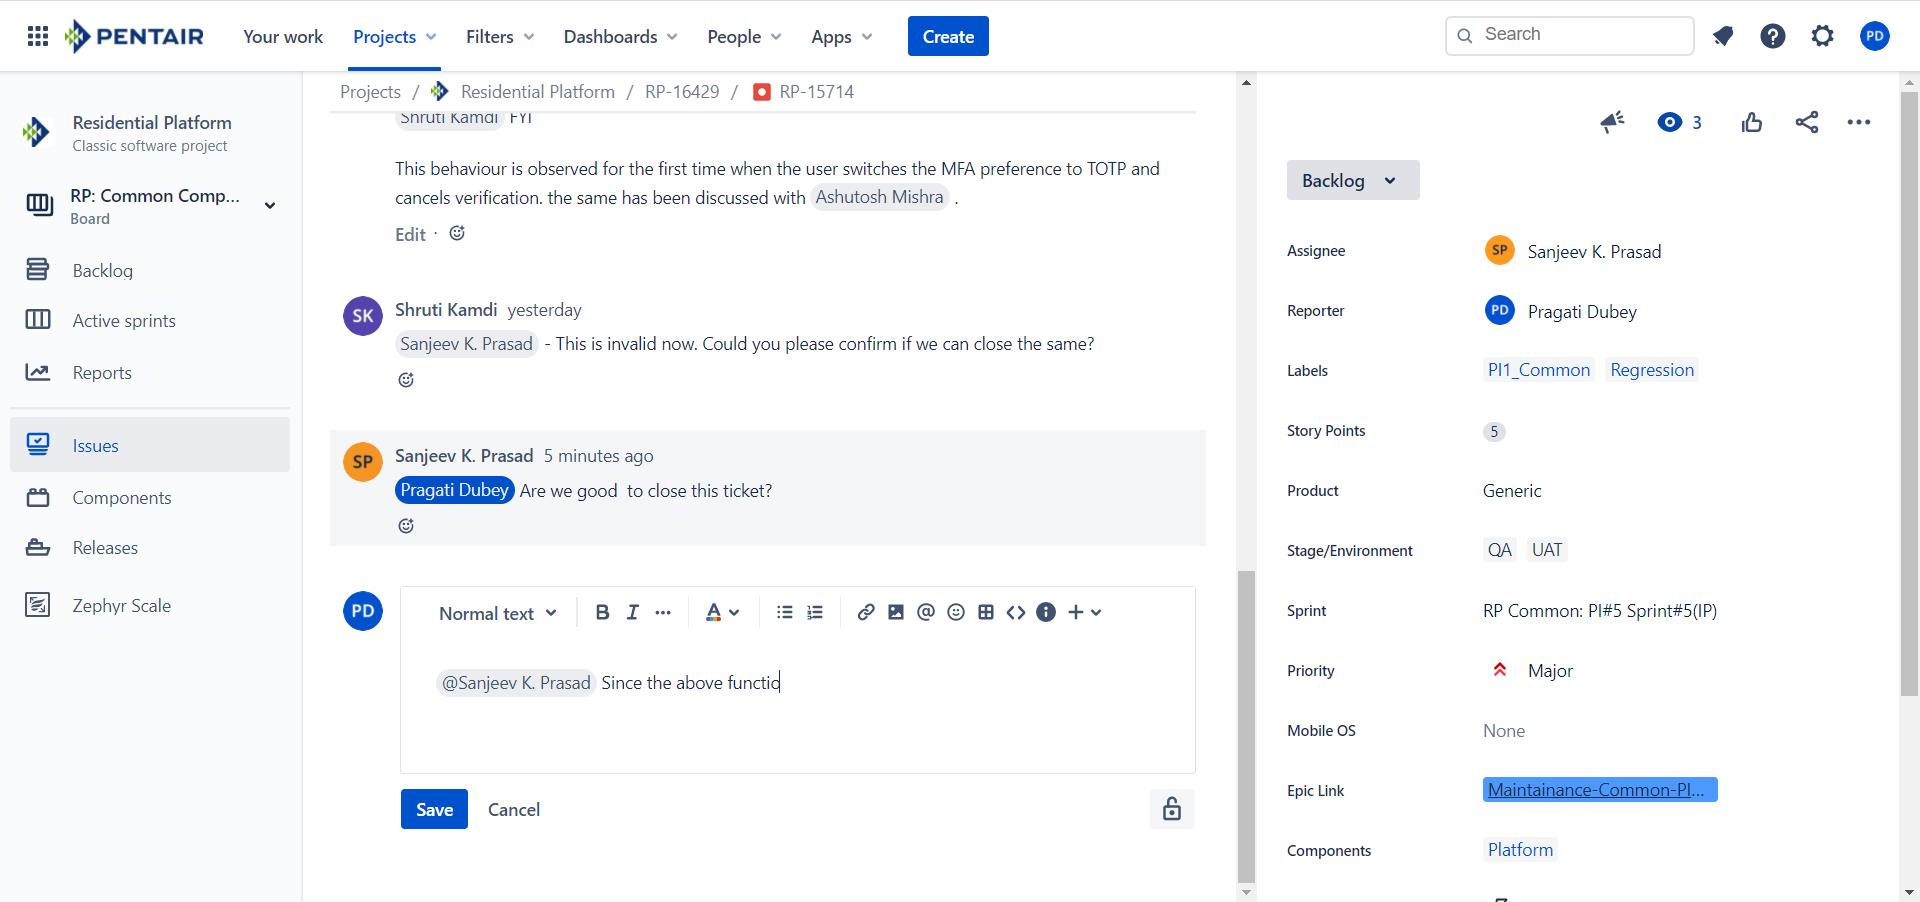 PENTAIR
Your work
Projects
Filters
Dashboards
People
Apps
Create
Search
PD
Residential Platform
Classic software project
RP: Common Comp...
Board
Backlog
Active sprints
Reports
Issues
Components
Releases
Zephyr Scale
Projects / Residential Platform / RP-16429 / RP-15714
Shruti Kamdi FYI
This behaviour is observed for the first time when the user switches the MFA preference to TOTP and
cancels verification. the same has been discussed with Ashutosh Mishra .
Edit ·
SK
Shruti Kamdi yesterday
Sanjeev K. Prasad - This is invalid now. Could you please confirm if we can close the same?
SP
Sanjeev K. Prasad 5 minutes ago
Pragati Dubey Are we good to close this ticket?
PD
Normal text
@Sanjeev K. Prasad Since the above functio
Save
Cancel
3
Backlog
Assignee
SP Sanjeev K. Prasad
Reporter
PD Pragati Dubey
Labels
PI1_Common Regression
Story Points
5
Product
Generic
Stage/Environment
QA UAT
Sprint
RP Common: PI#5 Sprint#5(IP)
Priority
Major
Mobile OS
None
Epic Link
Maintainance-Common-PI...
Components
Platform